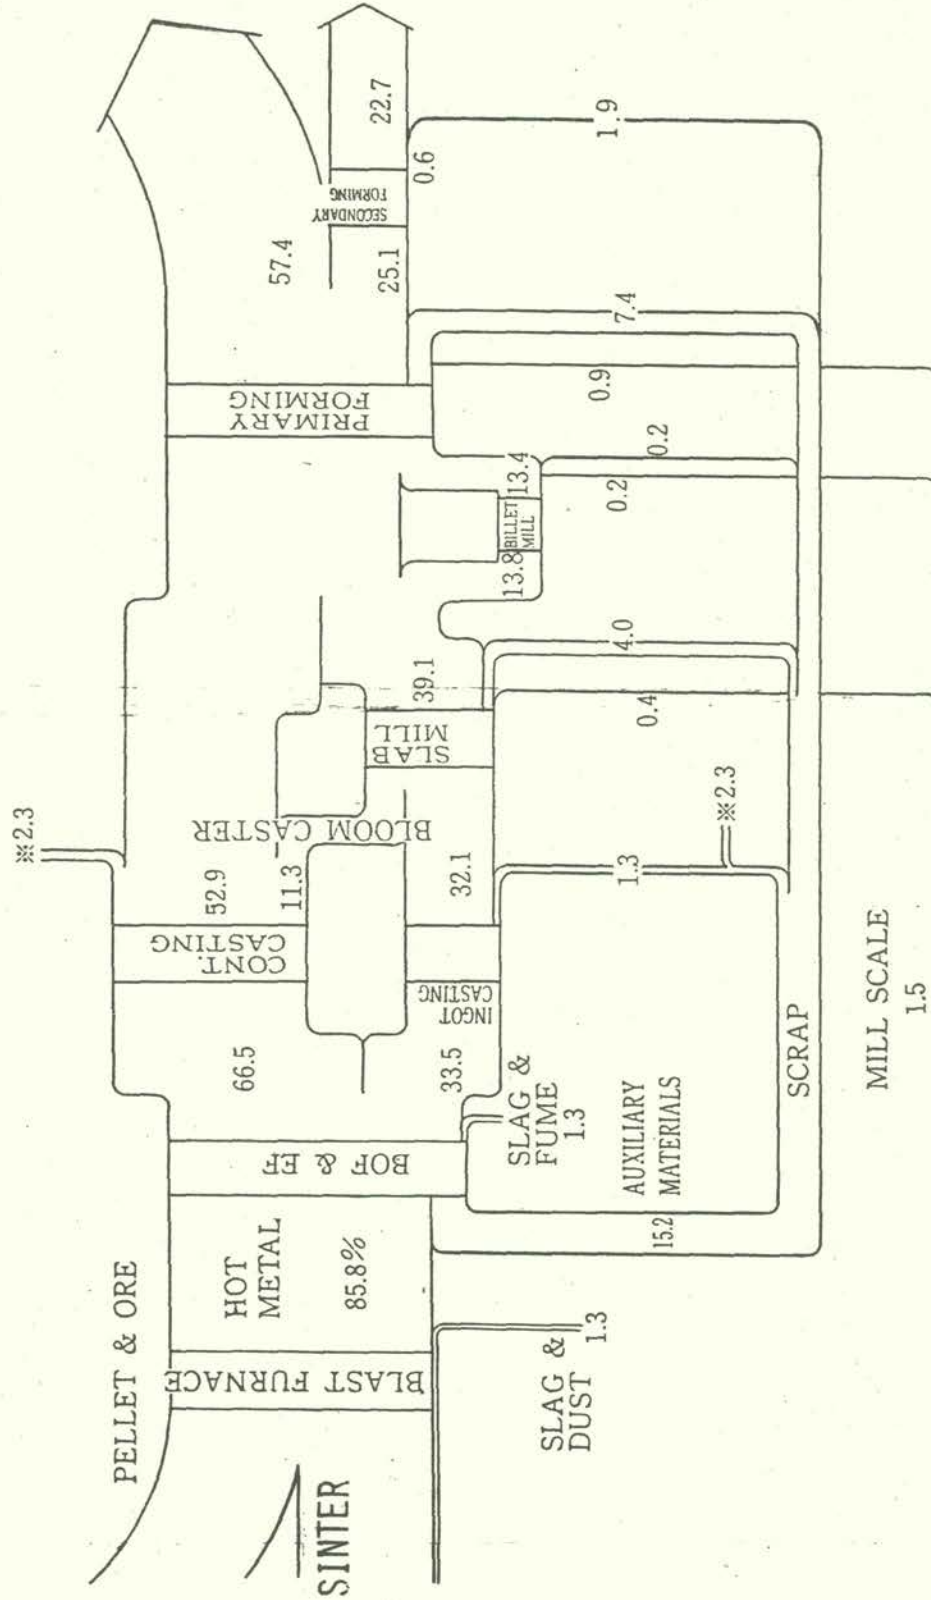 PELLET & ORE
SINTER
BLAST FURNACE
HOT
METAL
85.8%
SLAG &
DUST
1.3
BOF & EF
SLAG &
FUME
1.3
15.2
AUXILIARY
MATERIALS
SCRAP
66.5
33.5
CONT.
CASTING
INGOT
CASTING
※2.3
52.9
11.3
32.1
1.3
※2.3
BLOOM CASTER
SLAB
MILL
39.1
0.4
4.0
13.8
BILLET
MILL
13.4
0.2
0.2
PRIMARY
FORMING
0.9
7.4
57.4
25.1
SECONDARY
FORMING
0.6
22.7
1.9
MILL SCALE
1.5